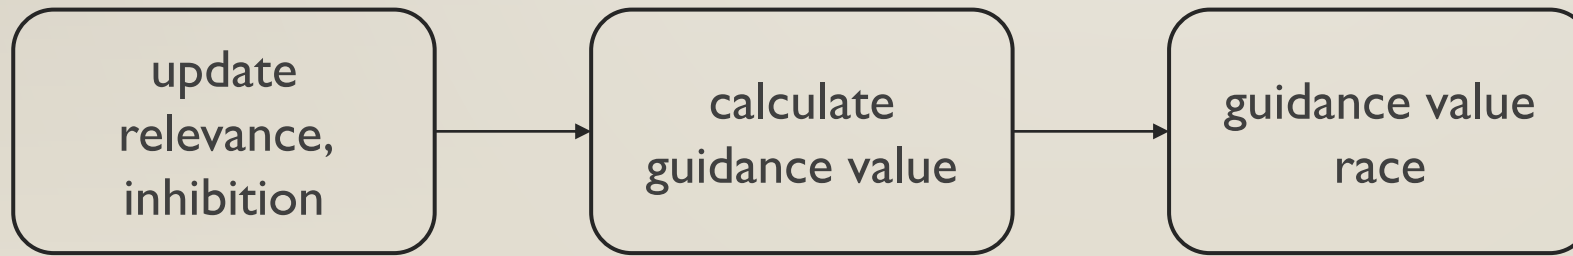 update
relevance,
inhibition
calculate
guidance value
guidance value
race